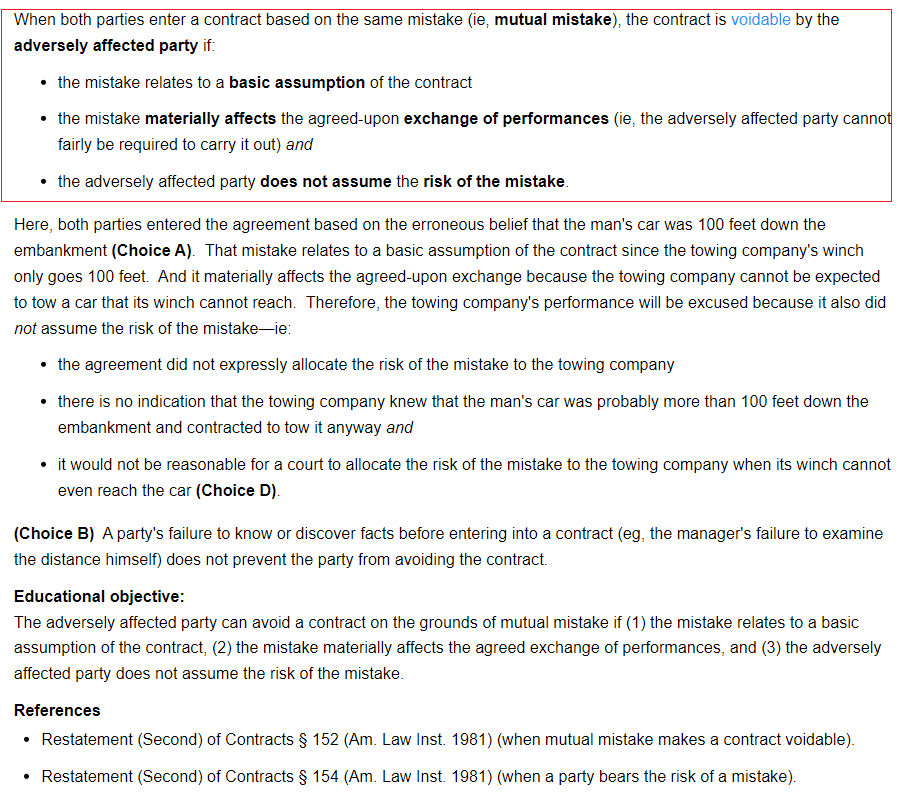 When both parties enter a contract based on the same mistake (ie, mutual mistake), the contract is voidable by the
adversely affected party if:
• the mistake relates to a basic assumption of the contract
• the mistake materially affects the agreed-upon exchange of performances (ie, the adversely affected party cannot
fairly be required to carry it out) and
• the adversely affected party does not assume the risk of the mistake.
Here, both parties entered the agreement based on the erroneous belief that the man's car was 100 feet down the
embankment (Choice A).  That mistake relates to a basic assumption of the contract since the towing company's winch
only goes 100 feet.  And it materially affects the agreed-upon exchange because the towing company cannot be expected
to tow a car that its winch cannot reach.  Therefore, the towing company's performance will be excused because it also did
not assume the risk of the mistake—ie:
• the agreement did not expressly allocate the risk of the mistake to the towing company
• there is no indication that the towing company knew that the man's car was probably more than 100 feet down the
embankment and contracted to tow it anyway and
• it would not be reasonable for a court to allocate the risk of the mistake to the towing company when its winch cannot
even reach the car (Choice D).
(Choice B)  A party's failure to know or discover facts before entering into a contract (eg, the manager's failure to examine
the distance himself) does not prevent the party from avoiding the contract.
Educational objective:
The adversely affected party can avoid a contract on the grounds of mutual mistake if (1) the mistake relates to a basic
assumption of the contract, (2) the mistake materially affects the agreed exchange of performances, and (3) the adversely
affected party does not assume the risk of the mistake.
References
• Restatement (Second) of Contracts § 152 (Am. Law Inst. 1981) (when mutual mistake makes a contract voidable).
• Restatement (Second) of Contracts § 154 (Am. Law Inst. 1981) (when a party bears the risk of a mistake).